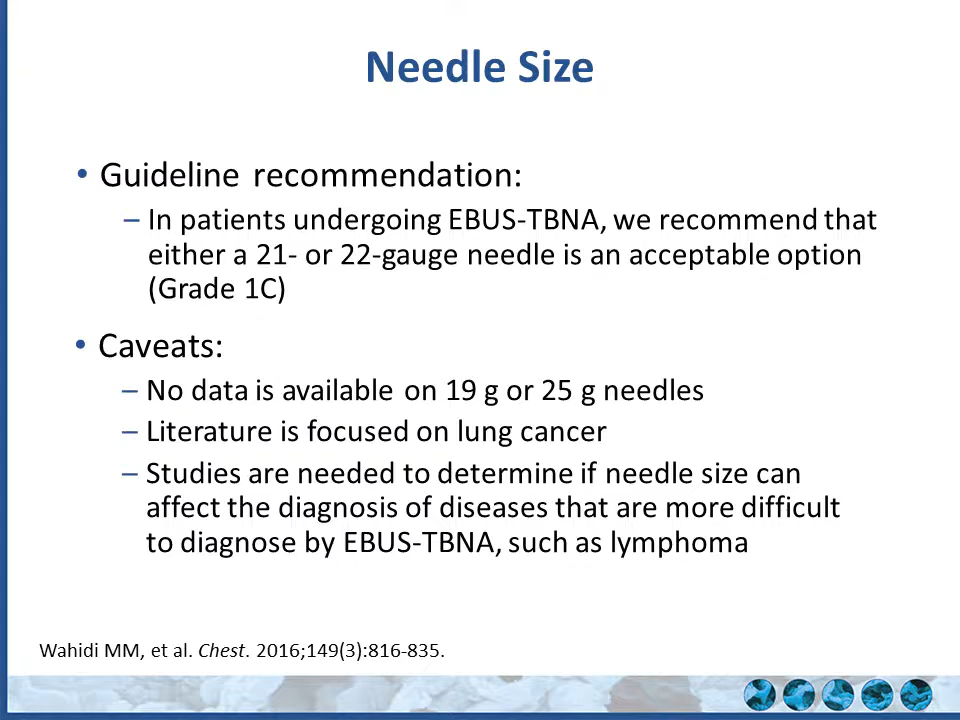 Needle Size
• Guideline recommendation:
– In patients undergoing EBUS-TBNA, we recommend that
either a 21- or 22-gauge needle is an acceptable option
(Grade 1C)
• Caveats:
– No data is available on 19 g or 25 g needles
– Literature is focused on lung cancer
– Studies are needed to determine if needle size can
affect the diagnosis of diseases that are more difficult
to diagnose by EBUS-TBNA, such as lymphoma
Wahidi MM, et al. Chest. 2016;149(3):816-835.